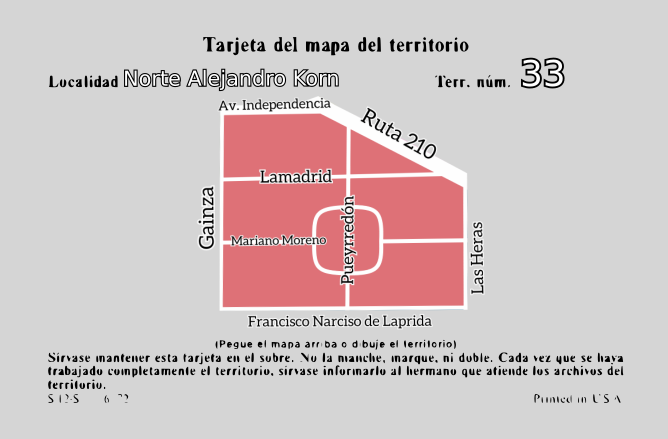 Tarjeta del mapa del territorio
Localidad Norte Alejandro Korn Terr. núm. 33
Av. Independencia
Ruta 210
Lamadrid
Gainza
Pueyrredón
Mariano Moreno
Las Heras
Francisco Narciso de Laprida
(Pegue el mapa arriba o dibuje el territorio)
Sírvase mantener esta tarjeta en el sobre. No la manche, marque, ni doble. Cada vez que se haya
trabajado completamente el territorio, sírvase informarlo al hermano que atiende los archivos del
territorio.
S-12-S 6 72 Printed in U S A